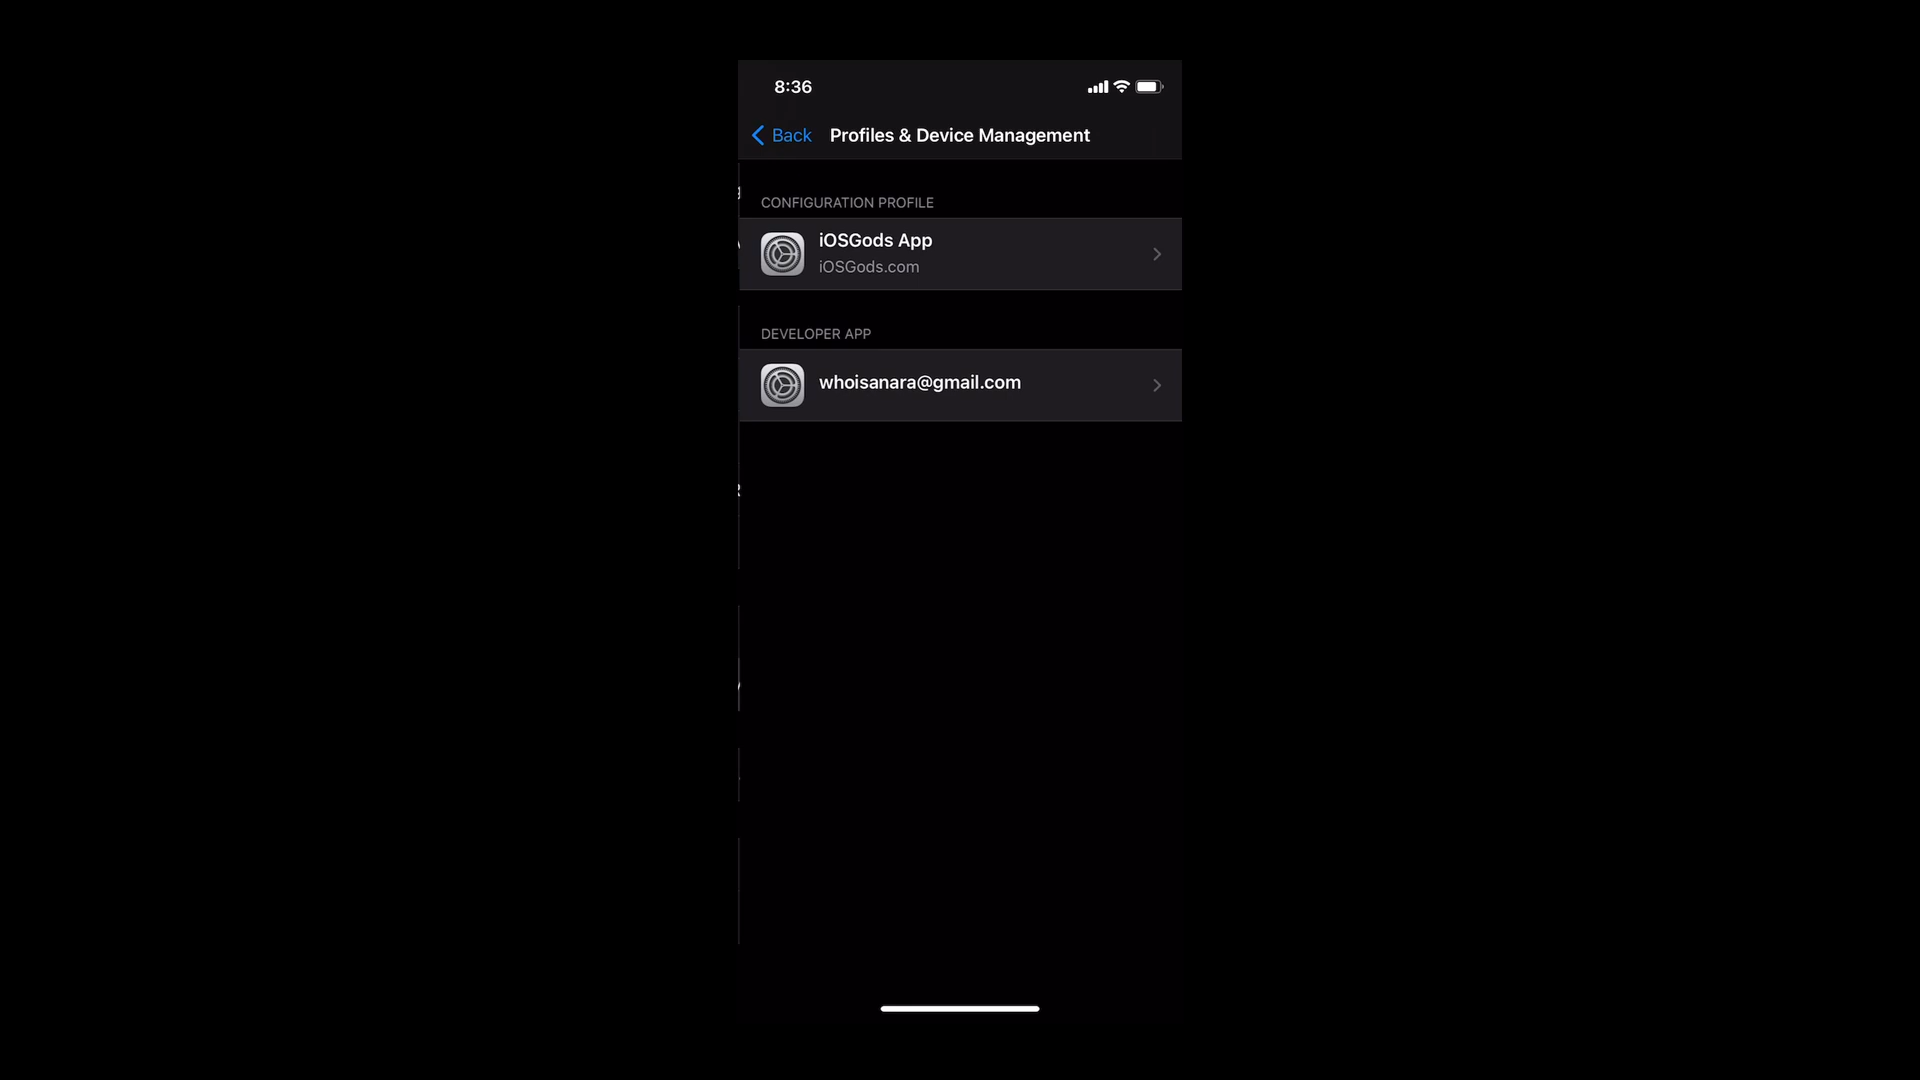 8:36
Back
Profiles & Device Management
CONFIGURATION PROFILE
iOSGods App
iOSGods.com
DEVELOPER APP
whoisanara@gmail.com